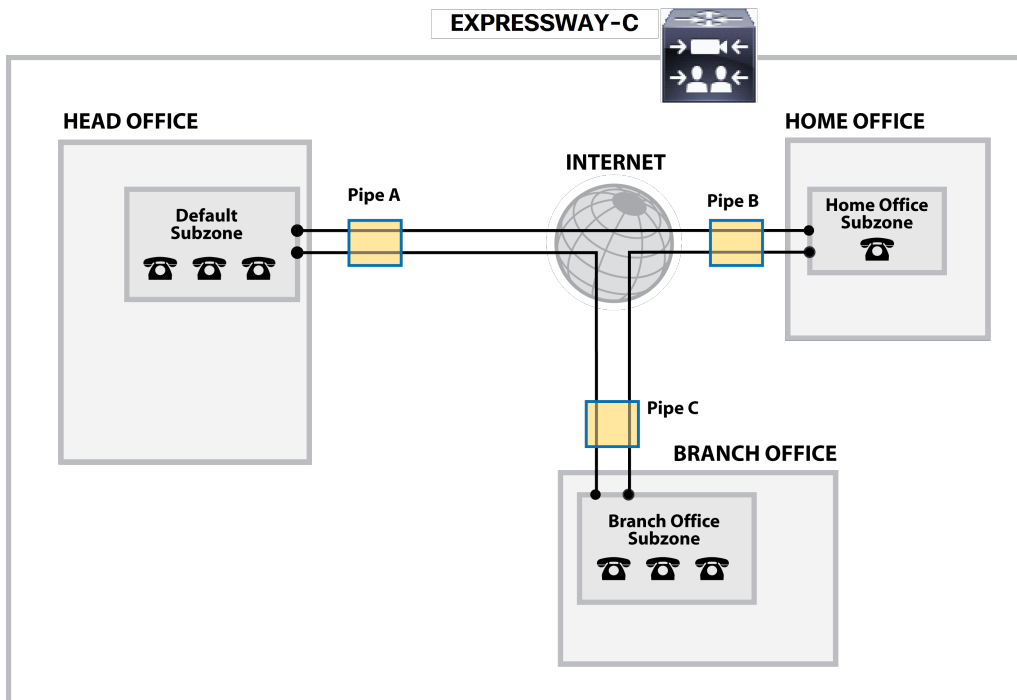 EXPRESSWAY-C
HEAD OFFICE
HOME OFFICE
INTERNET
Pipe A
Pipe B
Default
Subzone
Home Office
Subzone
Pipe C
BRANCH OFFICE
Branch Office
Subzone